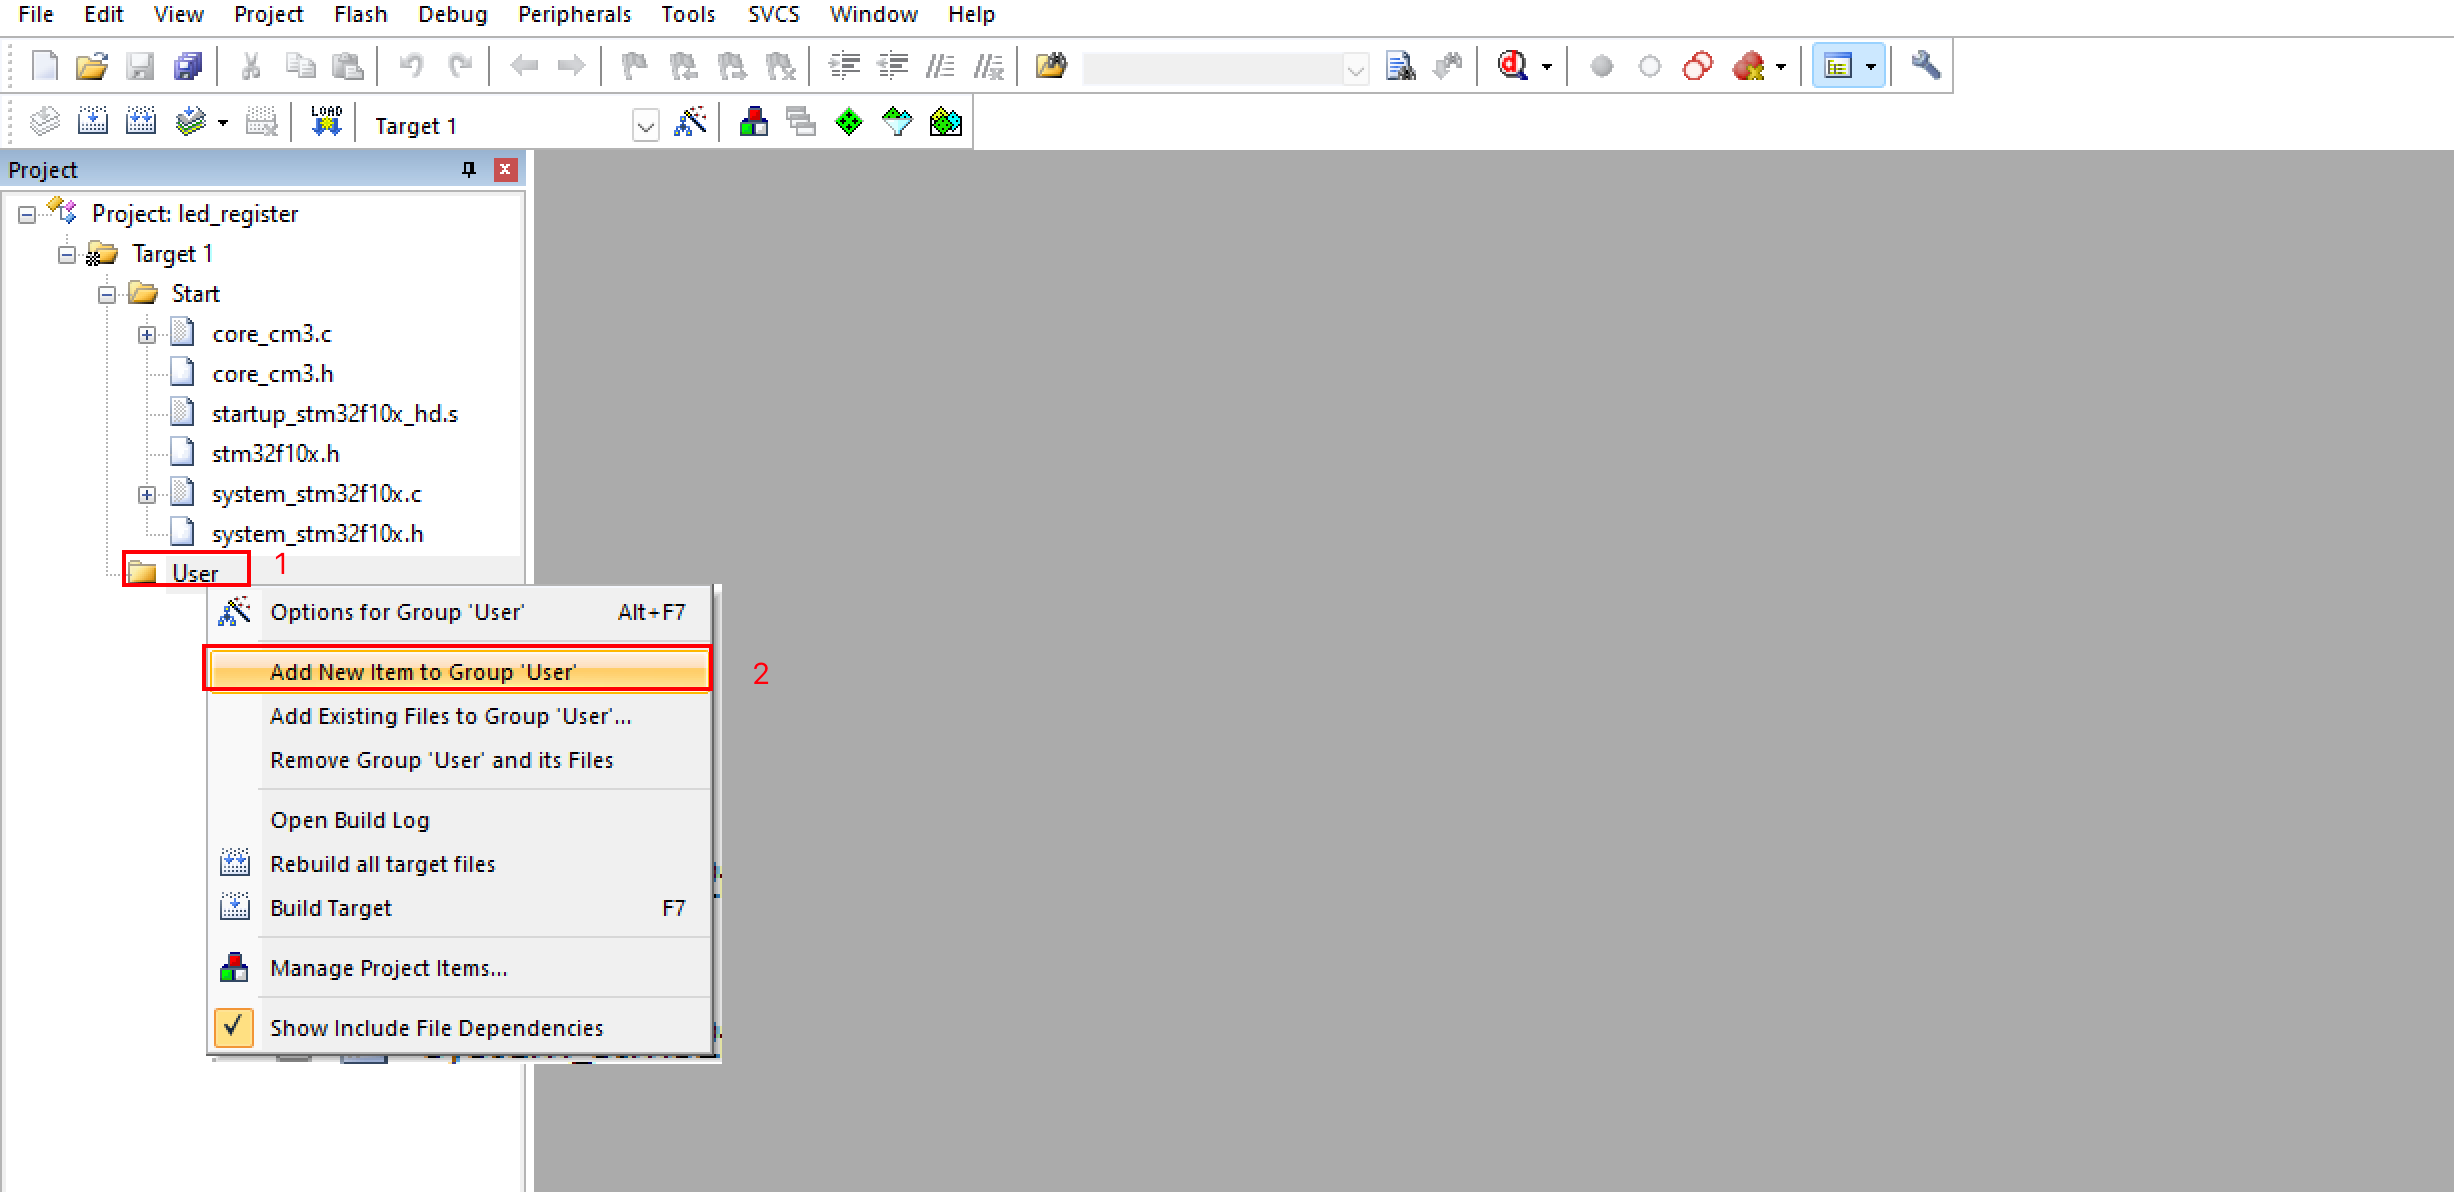 File Edit View Project Flash Debug Peripherals Tools SVCS Window Help
LOAD
Target 1
Project
Project: led_register
Target 1
Start
core_cm3.c
core_cm3.h
startup_stm32f10x_hd.s
stm32f10x.h
system_stm32f10x.c
system_stm32f10x.h
User 1
Options for Group 'User' Alt+F7
Add New Item to Group 'User' 2
Add Existing Files to Group 'User'...
Remove Group 'User' and its Files
Open Build Log
Rebuild all target files
Build Target F7
Manage Project Items...
Show Include File Dependencies